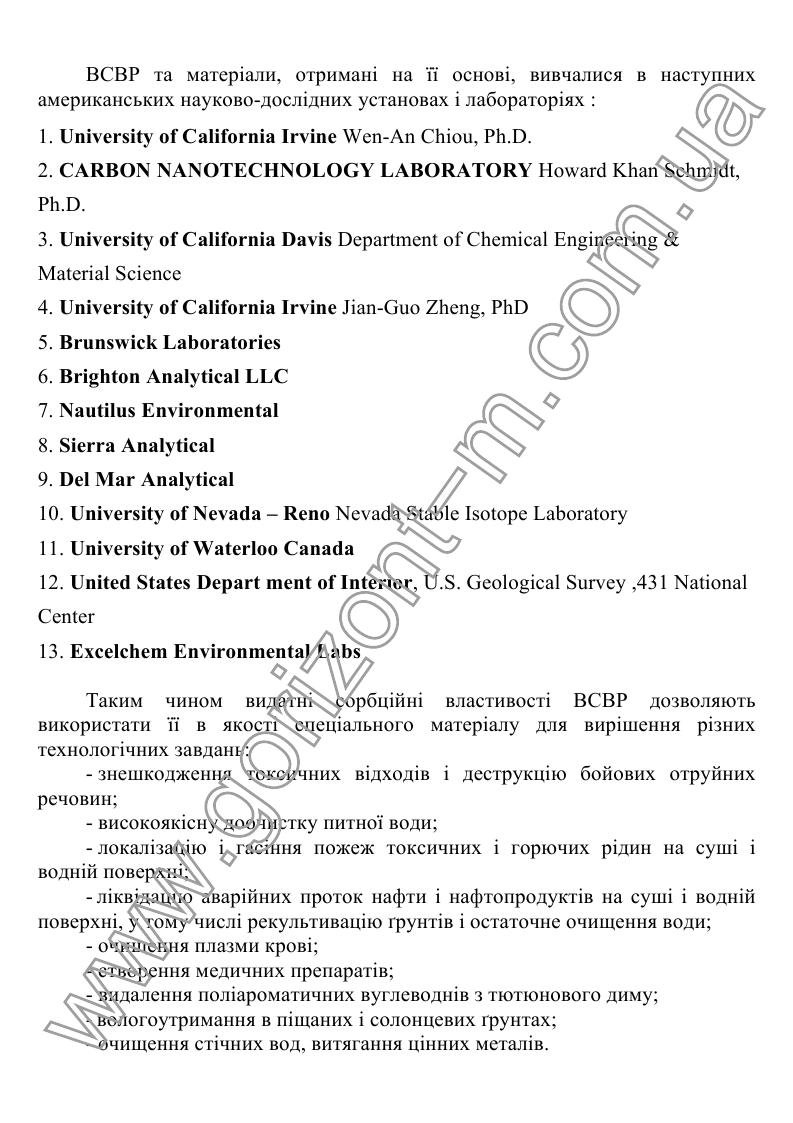 ВСВР та матеріали, отримані на її основі, вивчалися в наступних
американських науково-дослідних установах і лабораторіях :
1. University of California Irvine Wen-An Chiou, Ph.D.
2. CARBON NANOTECHNOLOGY LABORATORY Howard Khan Schmidt,
Ph.D.
3. University of California Davis Department of Chemical Engineering &
Material Science
4. University of California Irvine Jian-Guo Zheng, PhD
5. Brunswick Laboratories
6. Brighton Analytical LLC
7. Nautilus Environmental
8. Sierra Analytical
9. Del Mar Analytical
10. University of Nevada – Reno Nevada Stable Isotope Laboratory
11. University of Waterloo Canada
12. United States Depart ment of Interior, U.S. Geological Survey ,431 National
Center
13. Excelchem Environmental Labs
Таким чином видатні сорбційні властивості ВСВР дозволяють
використати її в якості спеціального матеріалу для вирішення різних
технологічних завдань:
- знешкодження токсичних відходів і деструкцію бойових отруйних
речовин;
- високоякісну доочистку питної води;
- локалізацію і гасіння пожеж токсичних і горючих рідин на суші і
водній поверхні;
- ліквідацію аварійних проток нафти і нафтопродуктів на суші і водній
поверхні, у тому числі рекультивацію ґрунтів і остаточне очищення води;
- очищення плазми крові;
- створення медичних препаратів;
- видалення поліароматичних вуглеводнів з тютюнового диму;
- вологоутримання в піщаних і солонцевих ґрунтах;
- очищення стічних вод, витягання цінних металів.
www.gorizont-m.com.ua